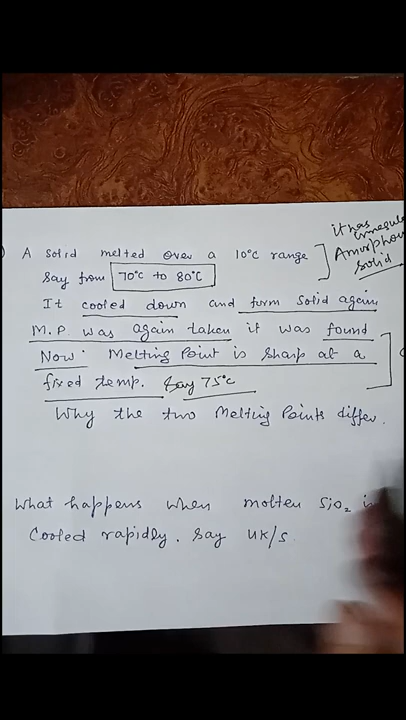 A solid melted over a 10°C range
Say from 70°C to 80°C
it has
Amorphou
solid
It cooled down and form solid again
M.P. was again taken it was found
Now Melting Point is sharp at a
fixed temp. Say 75°C
Why the two Melting Points differ.
What happens when molten SiO₂ is
Cooled rapidly. Say 4K/s.